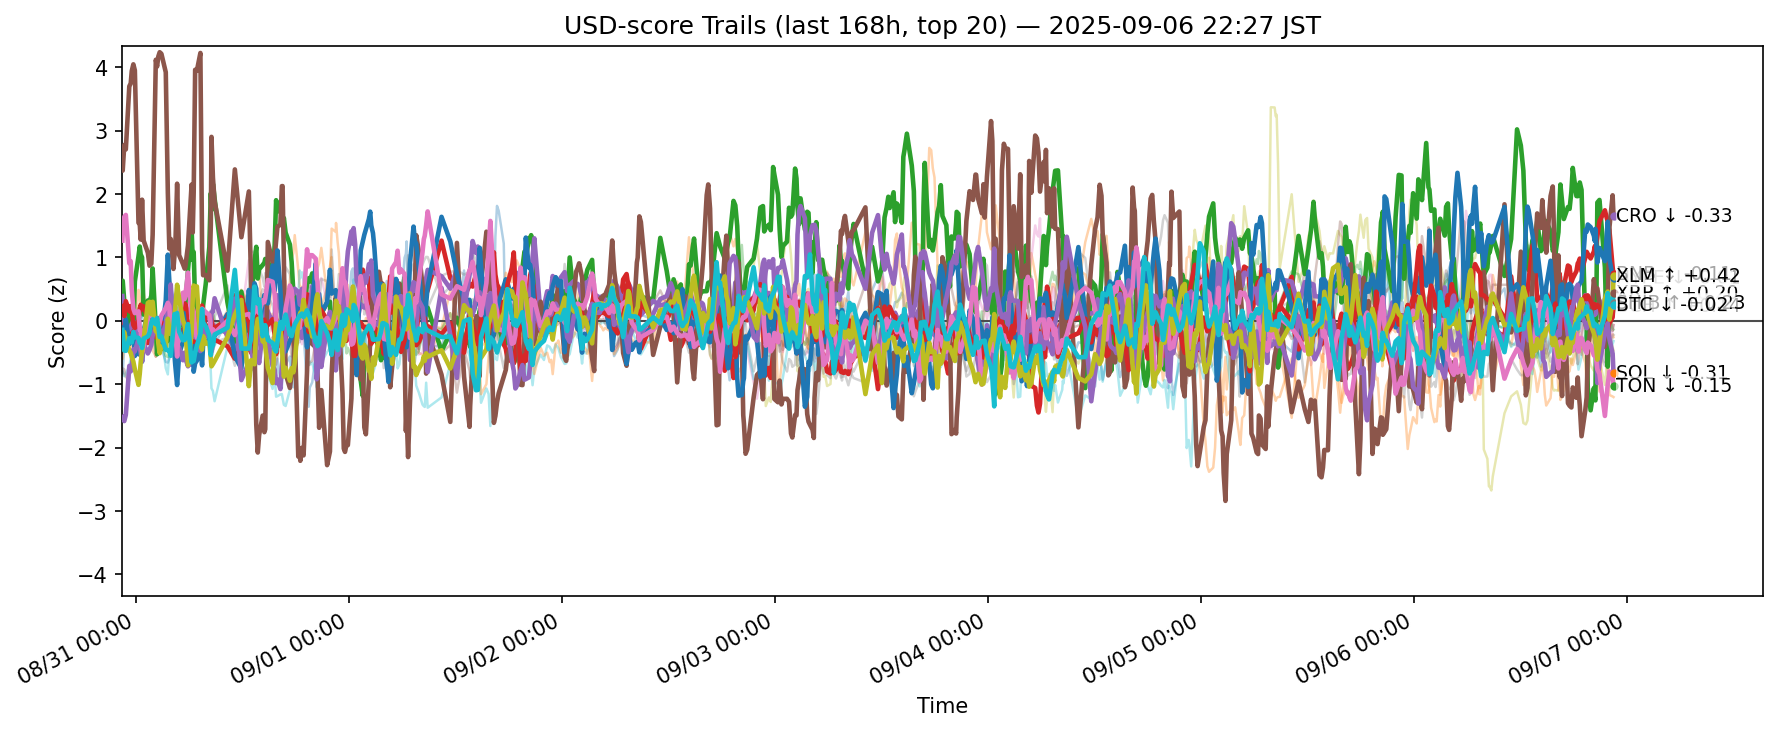 USD-score Trails (last 168h, top 20) — 2025-09-06 22:27 JST
4
3
2
1
0
−1
−2
−3
−4
Score (z)
CRO ↓ -0.33
XLM ↑ +0.42
XRP ↑ +0.20
BTC ↓ -0.02
SOL ↓ -0.31
TON ↓ -0.15
08/31 00:00
09/01 00:00
09/02 00:00
09/03 00:00
09/04 00:00
09/05 00:00
09/06 00:00
09/07 00:00
Time